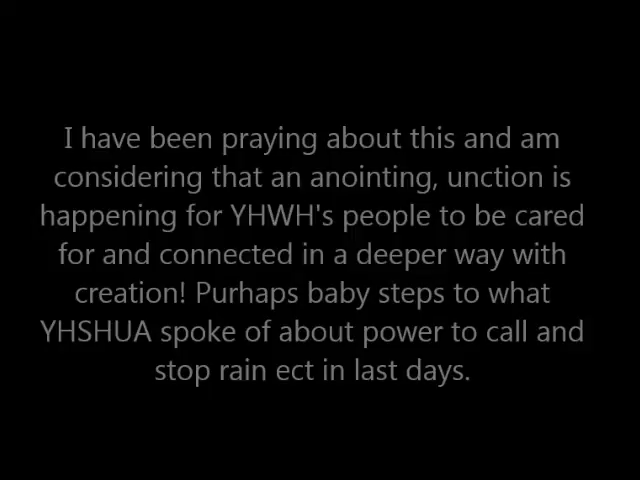 I have been praying about this and am
considering that an anointing, unction is
happening for YHWH's people to be cared
for and connected in a deeper way with
creation! Purhaps baby steps to what
YHSHUA spoke of about power to call and
stop rain ect in last days.